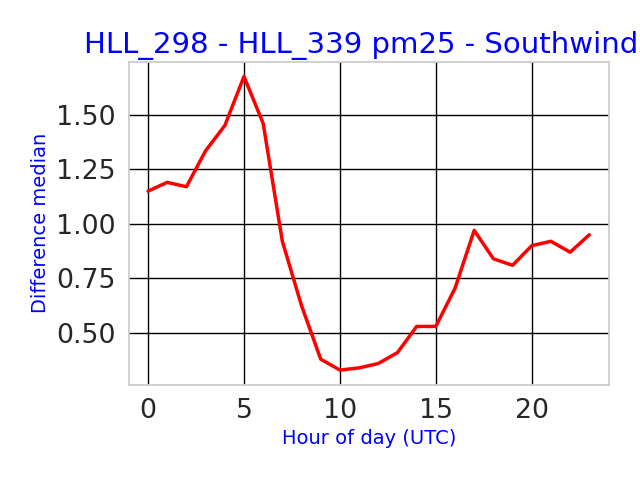 HLL_298 - HLL_339 pm25 - Southwind
Difference median
1.50
1.25
1.00
0.75
0.50
0 5 10 15 20
Hour of day (UTC)